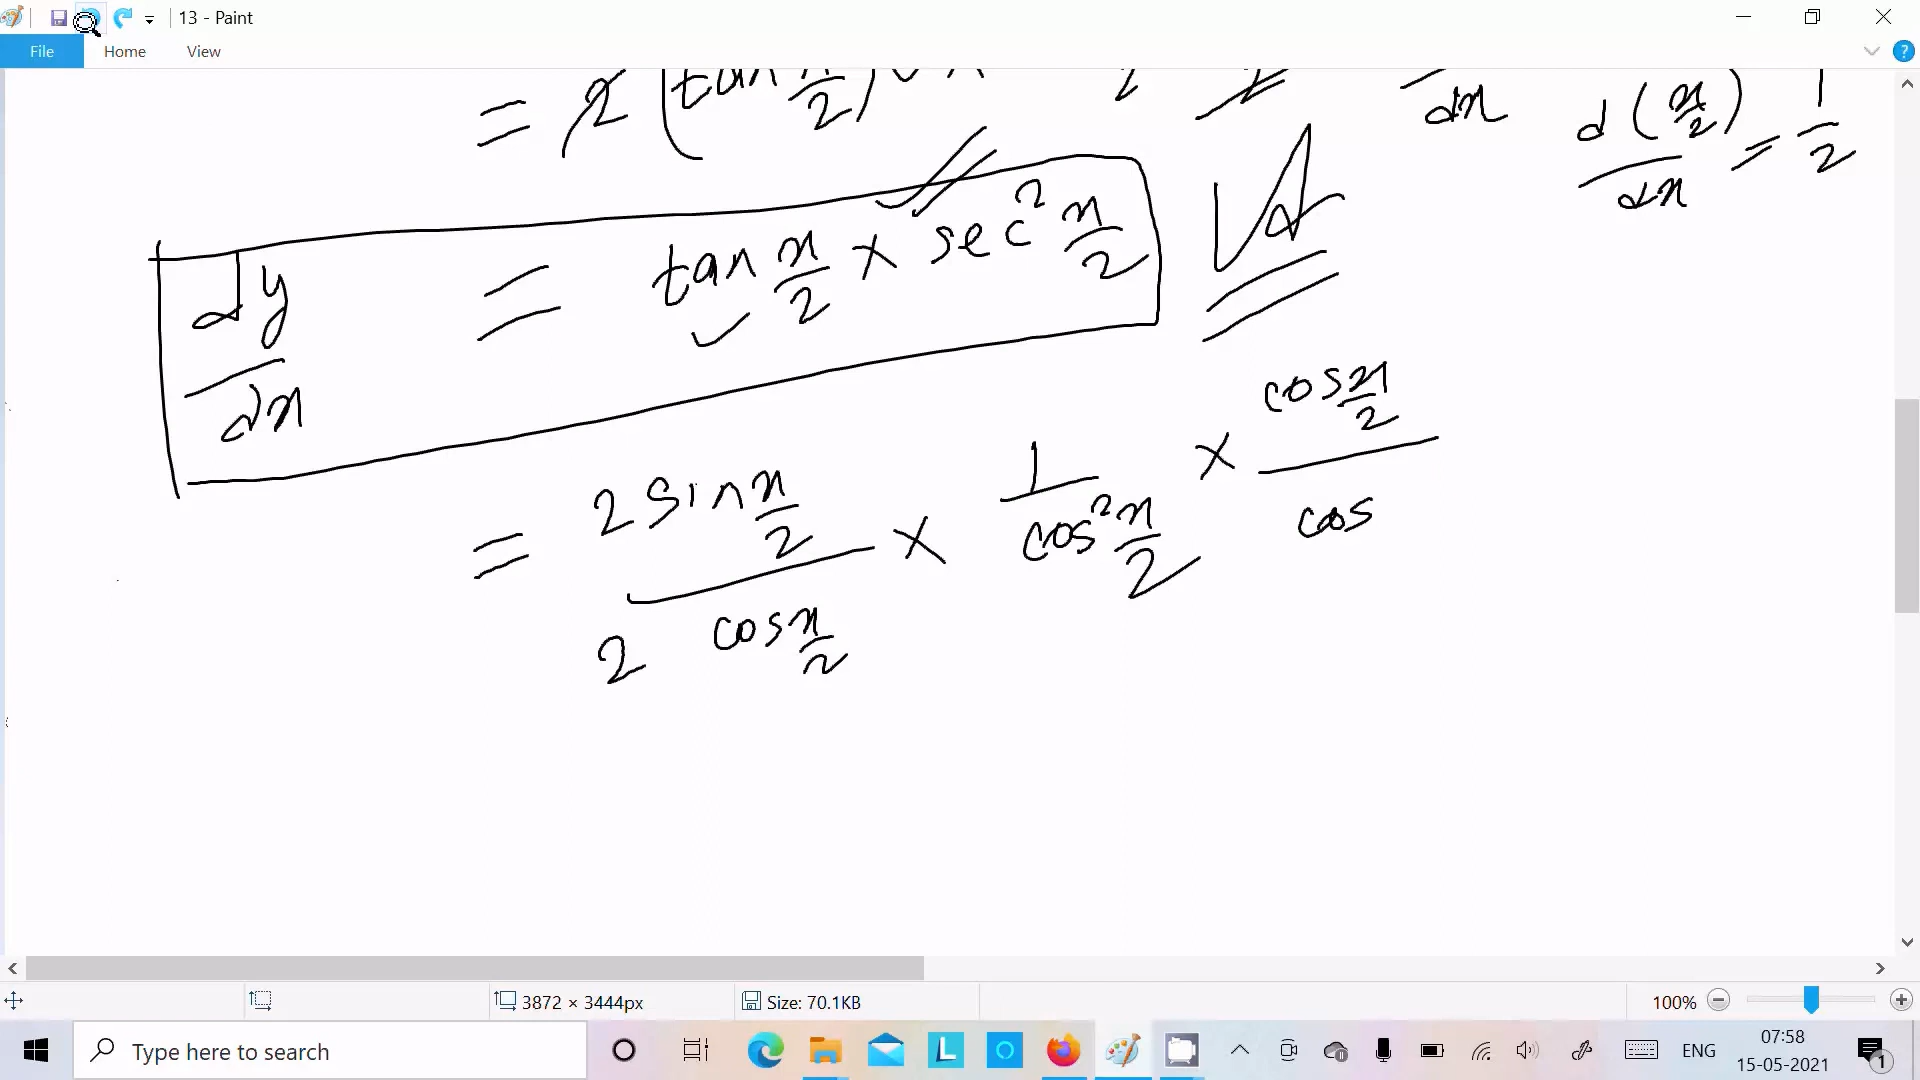 13 - Paint
File Home View
= 2 (tan x/2)
dx
d(x/2)/dx = 1/2
dy/dx = tan x/2 × sec² x/2
= 2 sin x/2 / 2 cos x/2 × 1/cos² x/2 × cos x/2 / cos
3872 × 3444px Size: 70.1KB 100%
Type here to search
L
ENG
07:58
15-05-2021
1